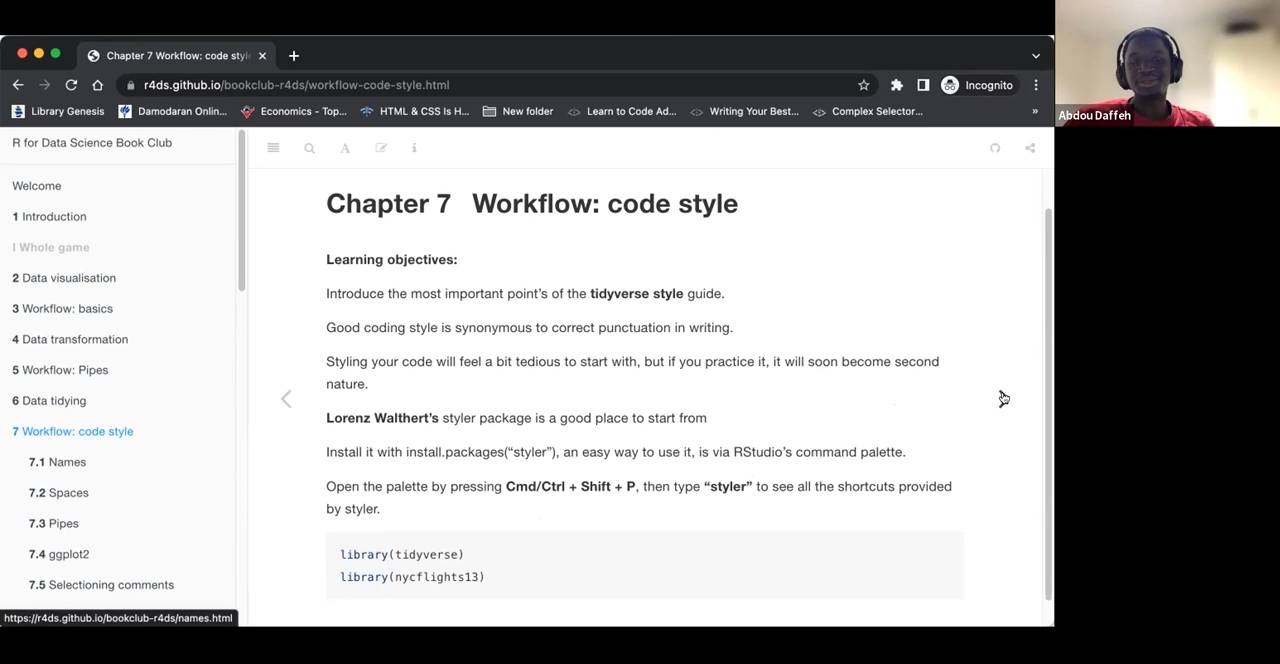 Chapter 7 Workflow: code style
r4ds.github.io/bookclub-r4ds/workflow-code-style.html
Incognito
Library Genesis
Damodaran Onlin...
Economics - Top...
HTML & CSS Is H...
New folder
Learn to Code Ad...
Writing Your Best...
Complex Selector...
»
Abdou Daffeh
R for Data Science Book Club
Welcome
1 Introduction
I Whole game
2 Data visualisation
3 Workflow: basics
4 Data transformation
5 Workflow: Pipes
6 Data tidying
7 Workflow: code style
7.1 Names
7.2 Spaces
7.3 Pipes
7.4 ggplot2
7.5 Selectioning comments
https://r4ds.github.io/bookclub-r4ds/names.html
Chapter 7 Workflow: code style
Learning objectives:
Introduce the most important point's of the tidyverse style guide.
Good coding style is synonymous to correct punctuation in writing.
Styling your code will feel a bit tedious to start with, but if you practice it, it will soon become second
nature.
Lorenz Walthert's styler package is a good place to start from
Install it with install.packages(“styler”), an easy way to use it, is via RStudio's command palette.
Open the palette by pressing Cmd/Ctrl + Shift + P, then type “styler” to see all the shortcuts provided
by styler.
library(tidyverse)
library(nycflights13)